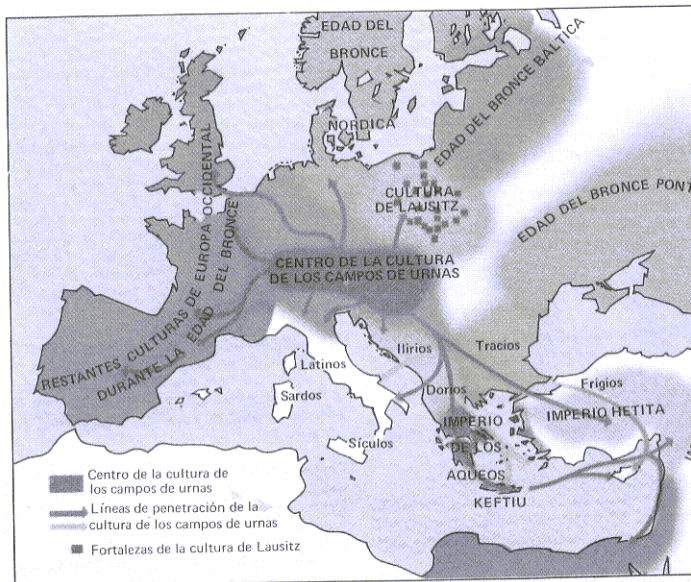 EDAD DEL
BRONCE
NORDICA
EDAD DEL BRONCE BALTICA
CULTURA
DE LAUSITZ
EDAD DEL BRONCE PONT
RESTANTES CULTURAS DE EUROPA OCCIDENTAL
DURANTE LA EDAD DEL BRONCE
CENTRO DE LA CULTURA
DE LOS CAMPOS DE URNAS
Ilirios
Tracios
Latinos
Sardos
Dorios
Frigios
IMPERIO HETITA
IMPERIO
DE LOS
AQUEOS
Sículos
KEFTIU
Centro de la cultura de
los campos de urnas
Líneas de penetración de la
cultura de los campos de urnas
Fortalezas de la cultura de Lausitz